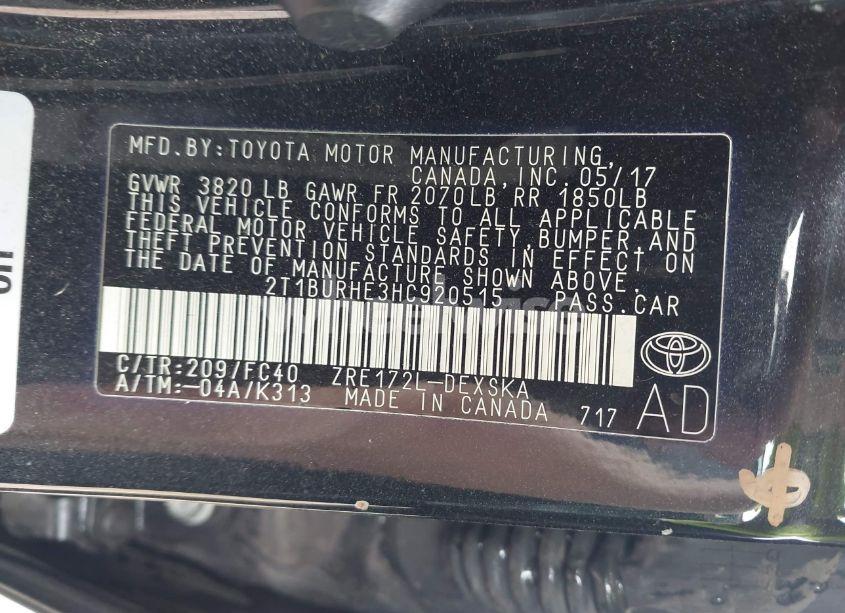 MFD.BY:TOYOTA MOTOR MANUFACTURING,
CANADA,INC. 05/17
GVWR 3820 LB GAWR FR 2070LB RR 1850LB
THIS VEHICLE CONFORMS TO ALL APPLICABLE
FEDERAL MOTOR VEHICLE SAFETY,BUMPER,AND
THEFT PREVENTION STANDARDS IN EFFECT ON
THE DATE OF MANUFACTURE SHOWN ABOVE.
2T1BURHE3HC920515 PASS.CAR
C/TR:209/FC40 ZRE172L-DEXSKA
A/TM:-04A/K313 MADE IN CANADA 717
AD